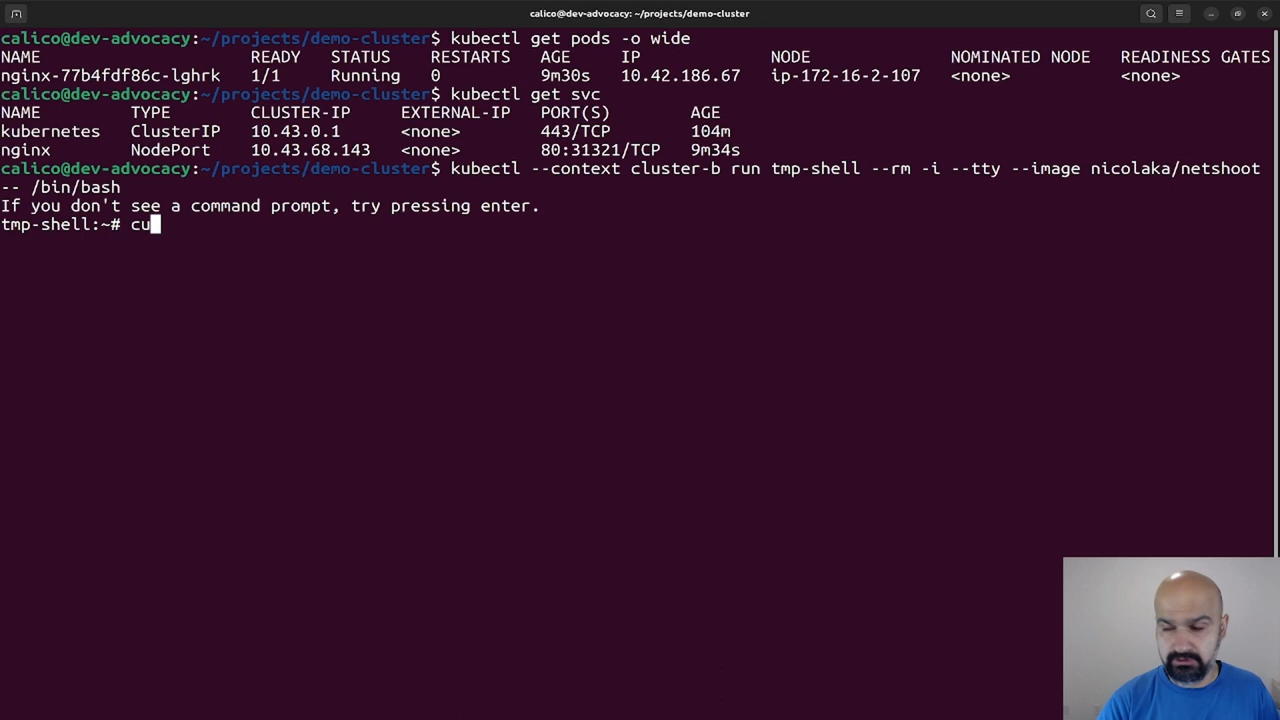 calico@dev-advocacy: ~/projects/demo-cluster
calico@dev-advocacy:~/projects/demo-cluster$ kubectl get pods -o wide
NAME READY STATUS RESTARTS AGE IP NODE NOMINATED NODE READINESS GATES
nginx-77b4fdf86c-lghrk 1/1 Running 0 9m30s 10.42.186.67 ip-172-16-2-107 <none> <none>
calico@dev-advocacy:~/projects/demo-cluster$ kubectl get svc
NAME TYPE CLUSTER-IP EXTERNAL-IP PORT(S) AGE
kubernetes ClusterIP 10.43.0.1 <none> 443/TCP 104m
nginx NodePort 10.43.68.143 <none> 80:31321/TCP 9m34s
calico@dev-advocacy:~/projects/demo-cluster$ kubectl --context cluster-b run tmp-shell --rm -i --tty --image nicolaka/netshoot
-- /bin/bash
If you don't see a command prompt, try pressing enter.
tmp-shell:~# cu